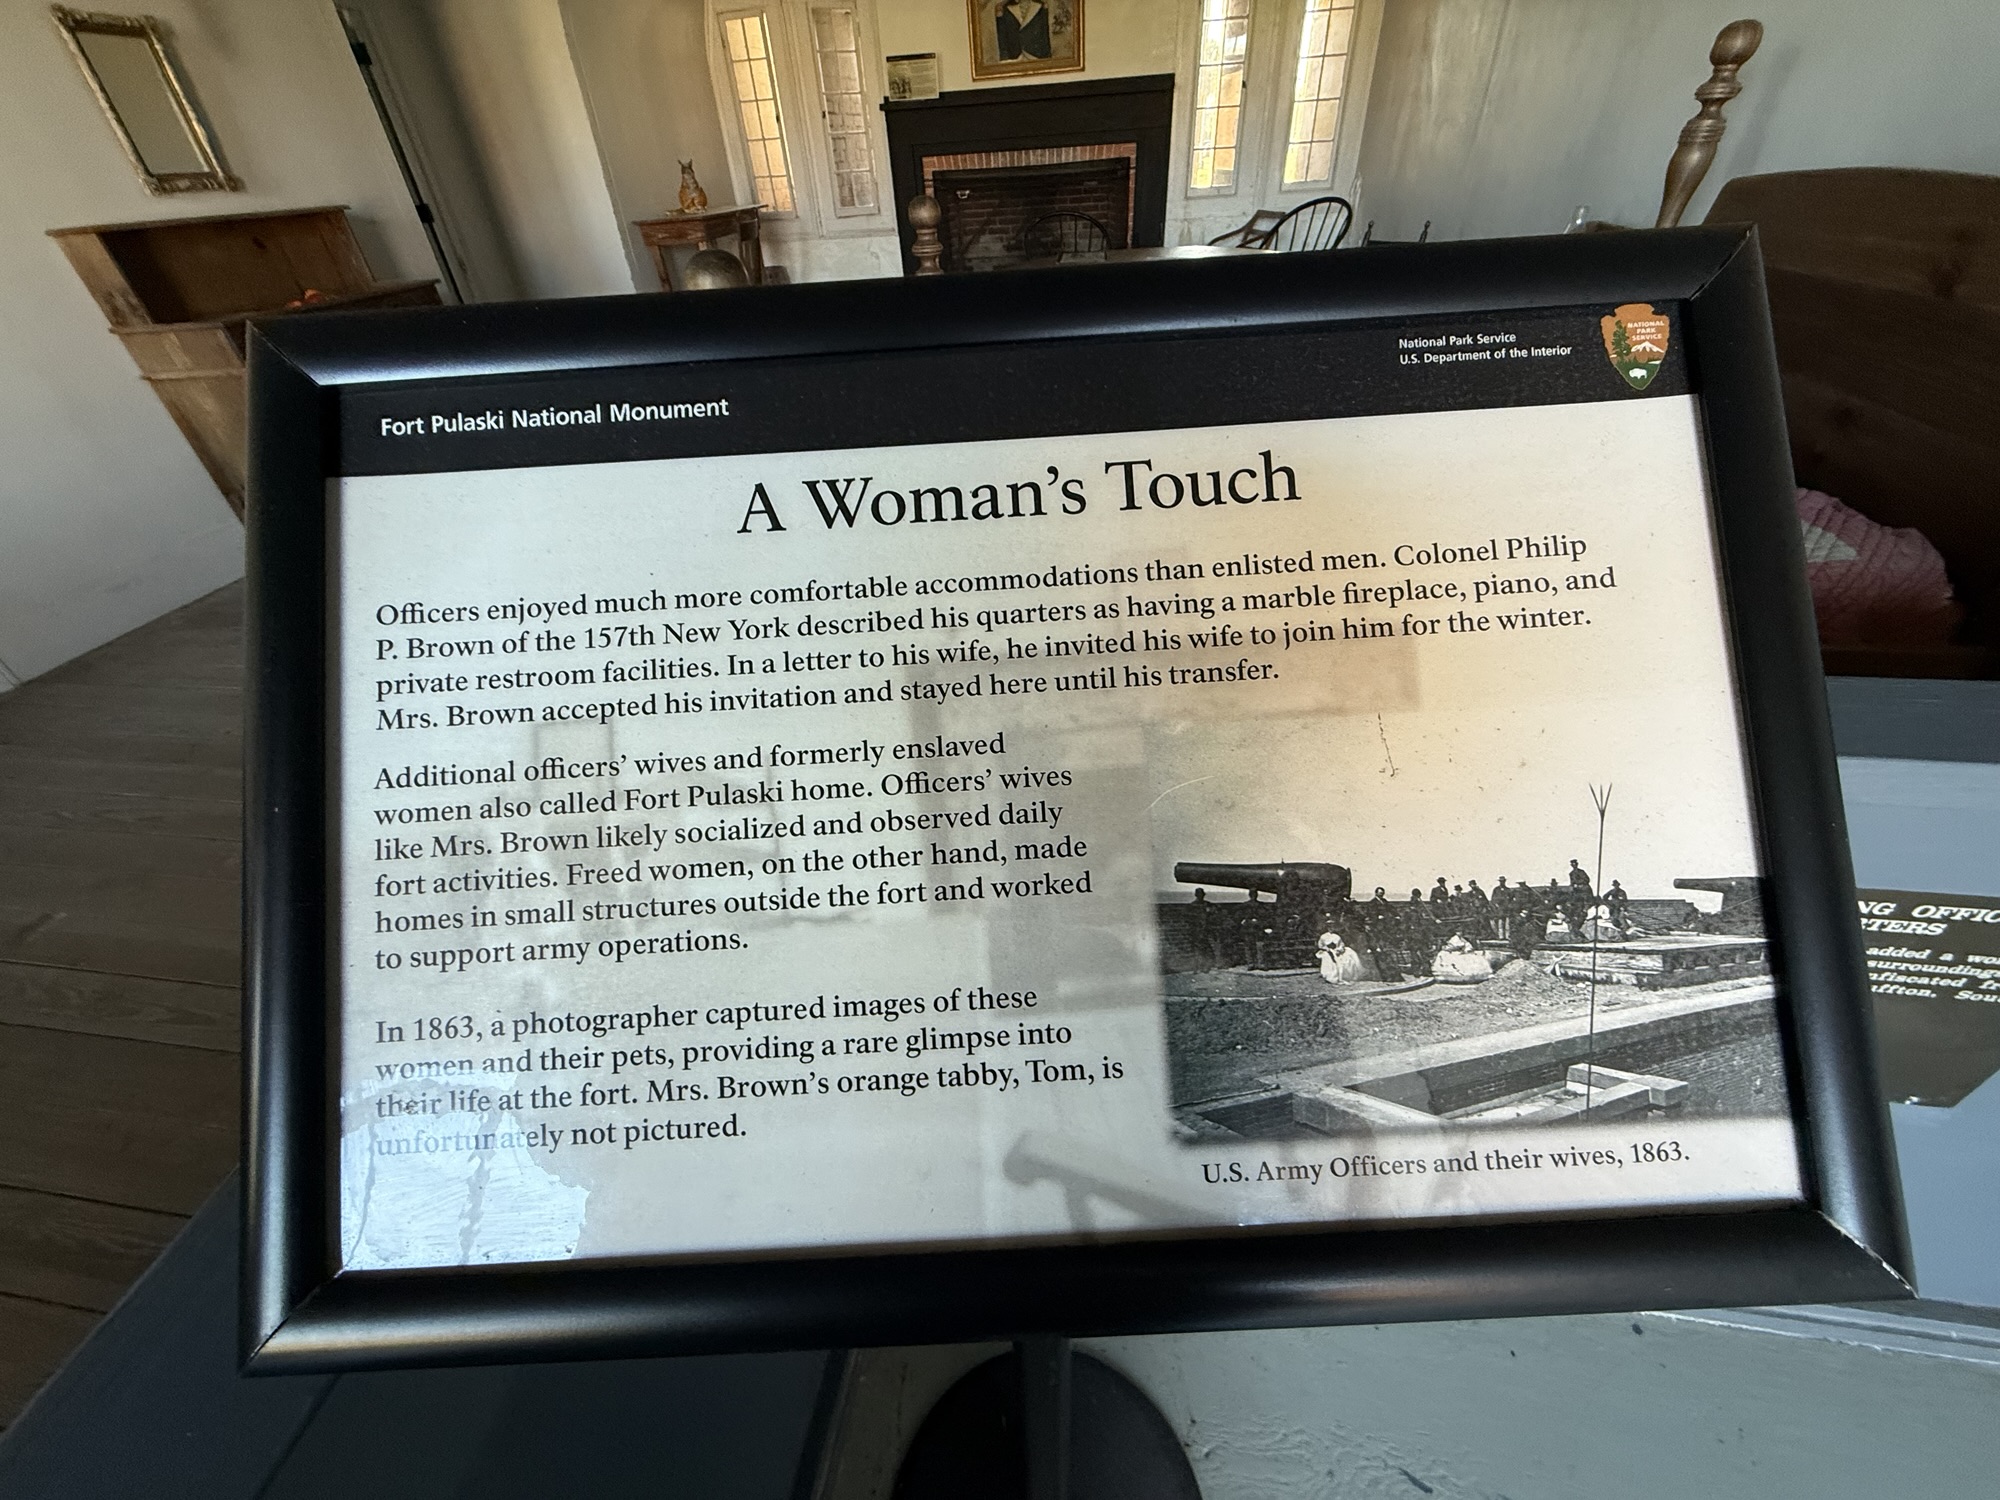 National Park Service
U.S. Department of the Interior
NATIONAL
PARK
SERVICE
Fort Pulaski National Monument
A Woman's Touch
Officers enjoyed much more comfortable accommodations than enlisted men. Colonel Philip
P. Brown of the 157th New York described his quarters as having a marble fireplace, piano, and
private restroom facilities. In a letter to his wife, he invited his wife to join him for the winter.
Mrs. Brown accepted his invitation and stayed here until his transfer.
Additional officers' wives and formerly enslaved
women also called Fort Pulaski home. Officers' wives
like Mrs. Brown likely socialized and observed daily
fort activities. Freed women, on the other hand, made
homes in small structures outside the fort and worked
to support army operations.
In 1863, a photographer captured images of these
women and their pets, providing a rare glimpse into
their life at the fort. Mrs. Brown's orange tabby, Tom, is
unfortunately not pictured.
U.S. Army Officers and their wives, 1863.
added a